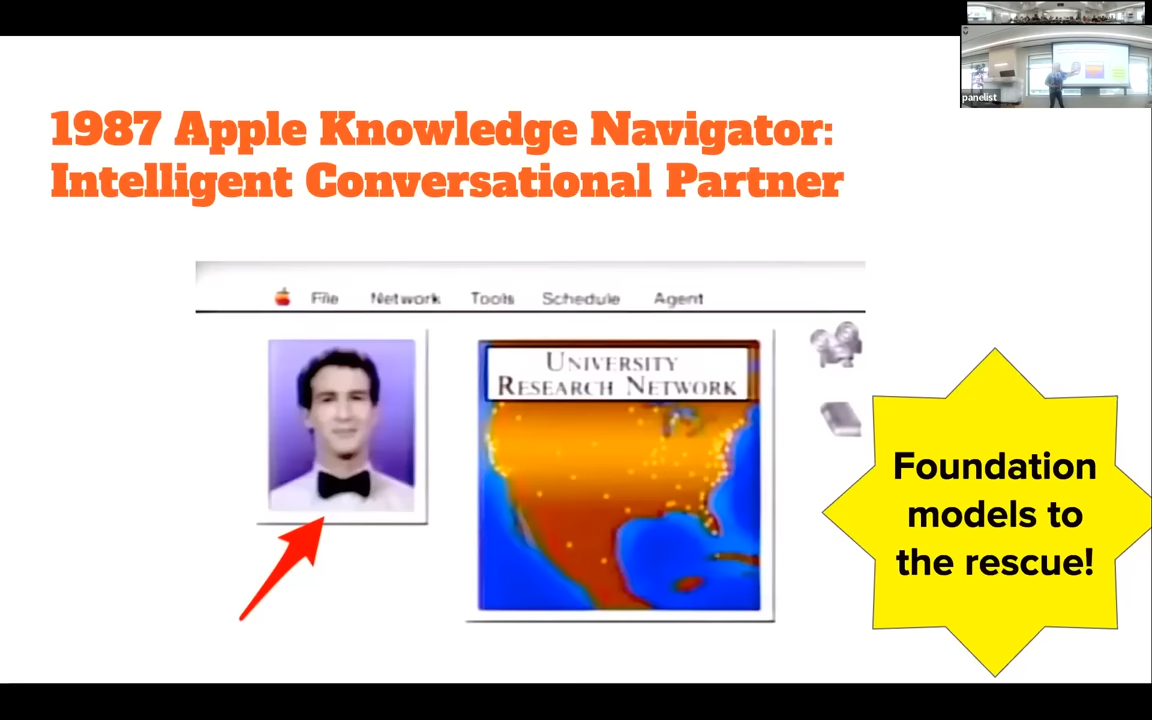 panelist
1987 Apple Knowledge Navigator:
Intelligent Conversational Partner
File Network Tools Schedule Agent
UNIVERSITY
RESEARCH NETWORK
Foundation
models to
the rescue!